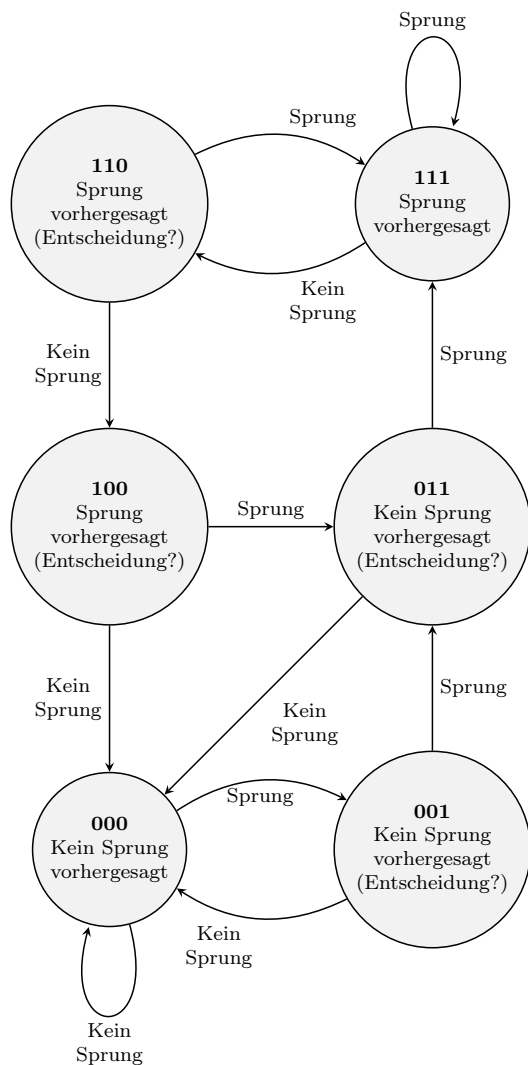 Sprung
110
Sprung
vorhergesagt
(Entscheidung?)
Sprung
111
Sprung
vorhergesagt
Kein
Sprung
Kein
Sprung
Sprung
100
Sprung
vorhergesagt
(Entscheidung?)
Sprung
011
Kein Sprung
vorhergesagt
(Entscheidung?)
Kein
Sprung
Kein
Sprung
Sprung
000
Kein Sprung
vorhergesagt
Sprung
001
Kein Sprung
vorhergesagt
(Entscheidung?)
Kein
Sprung
Kein
Sprung